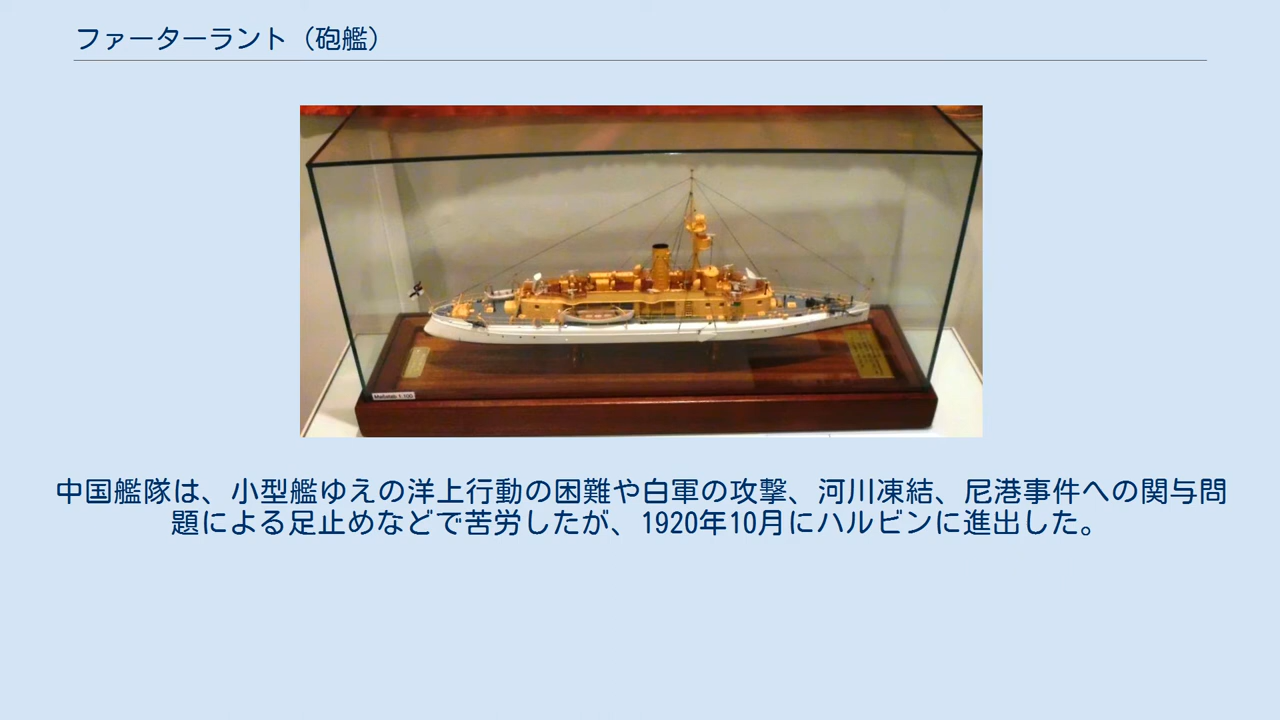 ファーターラント（砲艦）
Maßstab 1:100
中国艦隊は、小型艦ゆえの洋上行動の困難や白軍の攻撃、河川凍結、尼港事件への関与問
題による足止めなどで苦労したが、1920年10月にハルビンに進出した。